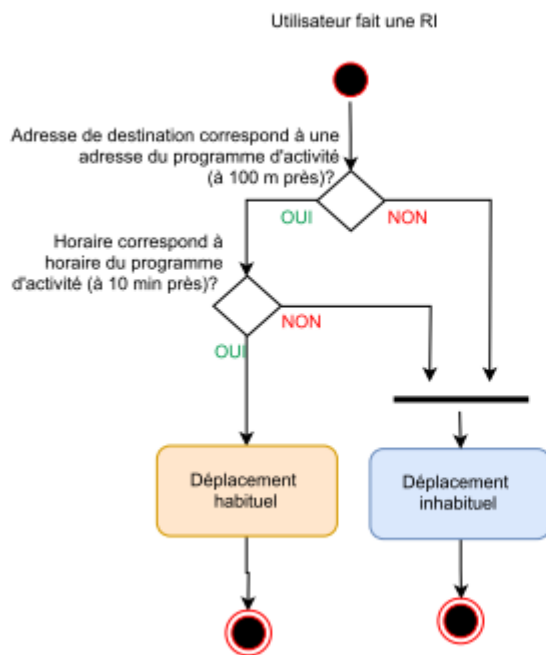 Utilisateur fait une RI
Adresse de destination correspond à une
adresse du programme d'activité
(à 100 m près)?
OUI
NON
Horaire correspond à
horaire du programme
d'activité (à 10 min près)?
NON
OUI
Déplacement
habituel
Déplacement
inhabituel